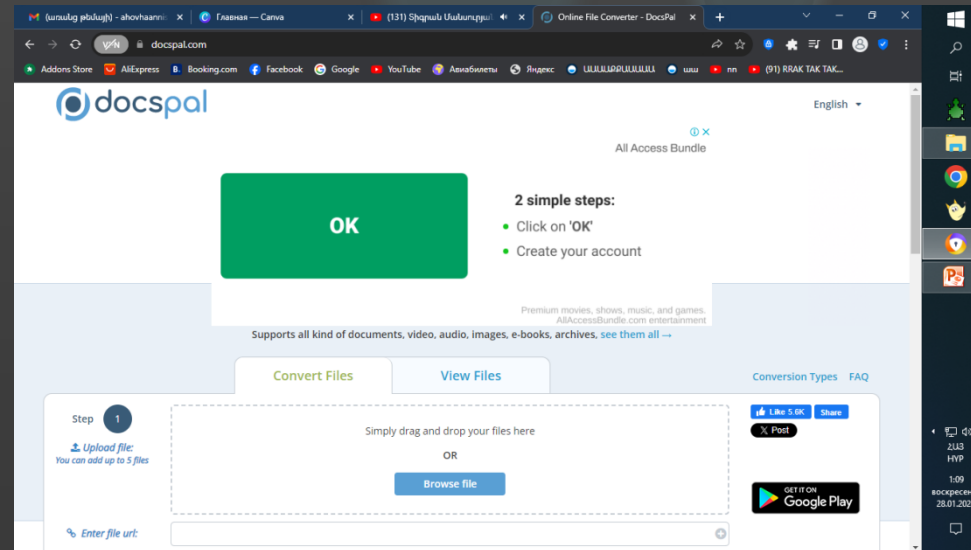 (առանց թեմայի) - ahovhaanni
Главная — Canva
(131) Տիգրան
Online File Converter - DocsPal
VPN
docspal.com
Addons Store
AliExpress
Booking.com
Facebook
Google
YouTube
Авиабилеты
Яндекс
nn
(91) RRAK TAK TAK...
docspal
English
All Access Bundle
OK
2 simple steps:
Click on 'OK'
Create your account
Premium movies, shows, music, and games.
AllAccessBundle.com entertainment
Supports all kind of documents, video, audio, images, e-books, archives, see them all →
Convert Files
View Files
Conversion Types FAQ
Step 1
Upload file:
You can add up to 5 files
Simply drag and drop your files here
OR
Browse file
Like 5.6K Share
X Post
GET IT ON
Google Play
Enter file url:
ՀԱՅ
HYP
1:09
воскресен
28.01.202